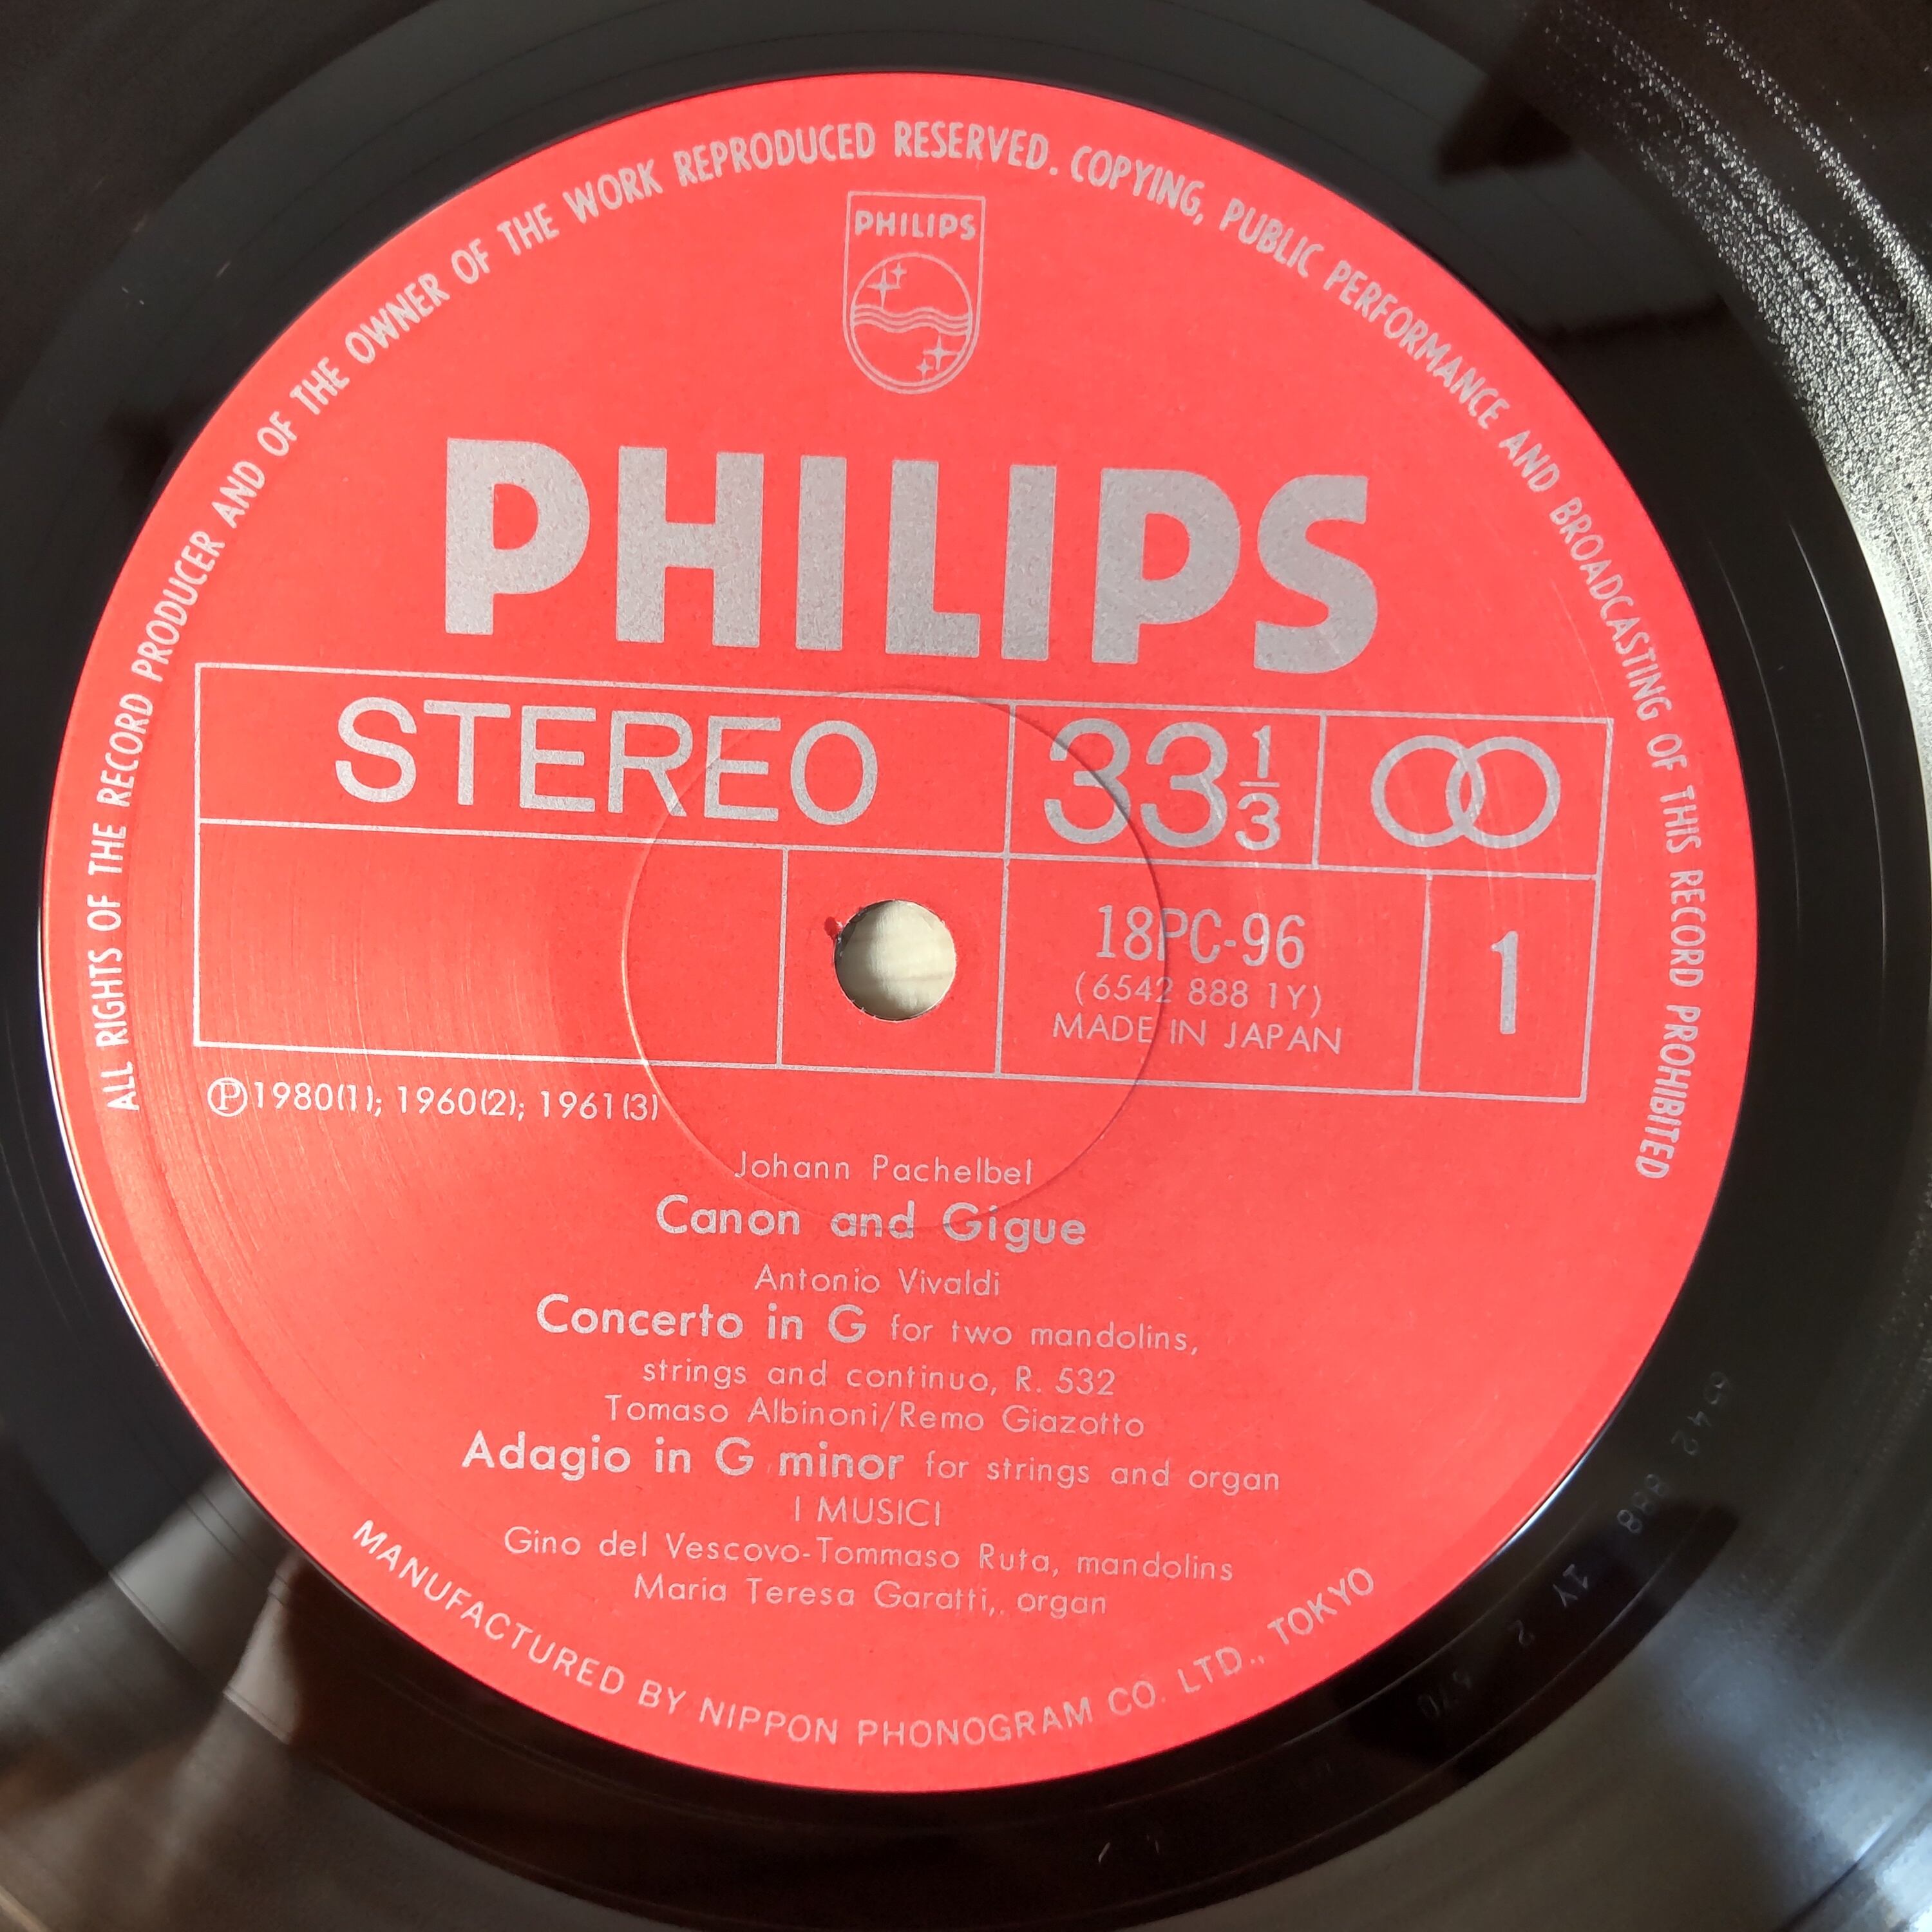 ALL RIGHTS OF THE RECORD PRODUCER AND OF THE OWNER OF THE WORK REPRODUCED RESERVED. COPYING, PUBLIC PERFORMANCE AND BROADCASTING OF THIS RECORD PROHIBITED
PHILIPS
PHILIPS
STEREO 33 1/3
18PC-96
(6542 888 1Y)
MADE IN JAPAN
1
Ⓟ1980(1); 1960(2); 1961(3)
Johann Pachelbel
Canon and Gigue
Antonio Vivaldi
Concerto in G for two mandolins,
strings and continuo, R. 532
Tomaso Albinoni/Remo Giazotto
Adagio in G minor for strings and organ
I MUSICI
Gino del Vescovo-Tommaso Ruta, mandolins
Maria Teresa Garatti,. organ
MANUFACTURED BY NIPPON PHONOGRAM CO. LTD., TOKYO
888 1Y 2